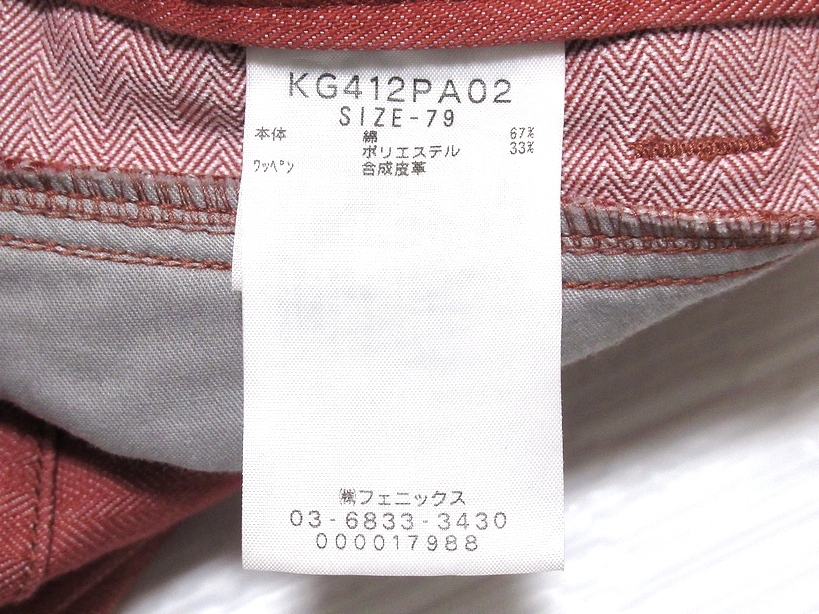 KG412PA02
SIZE-79
本体 綿 67%
ポリエステル 33%
ワッペン 合成皮革
㈱フェニックス
03-6833-3430
000017988